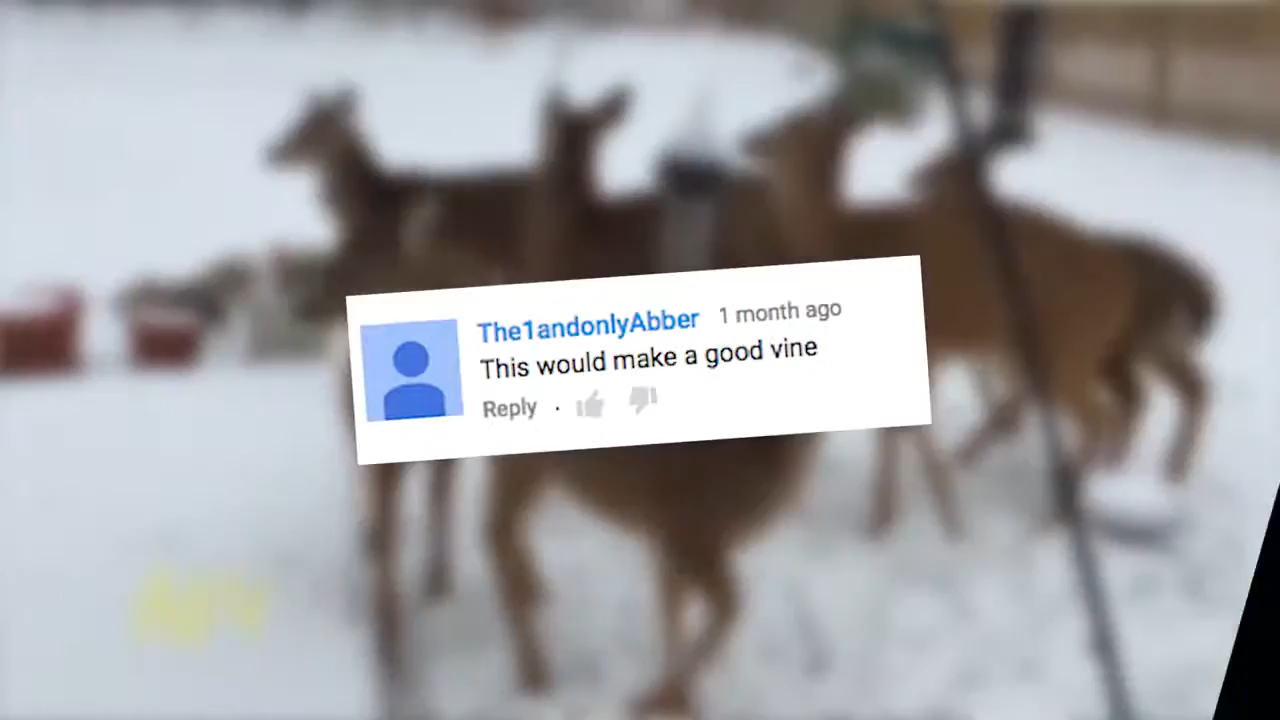 The1andonlyAbber 1 month ago
This would make a good vine
Reply ·